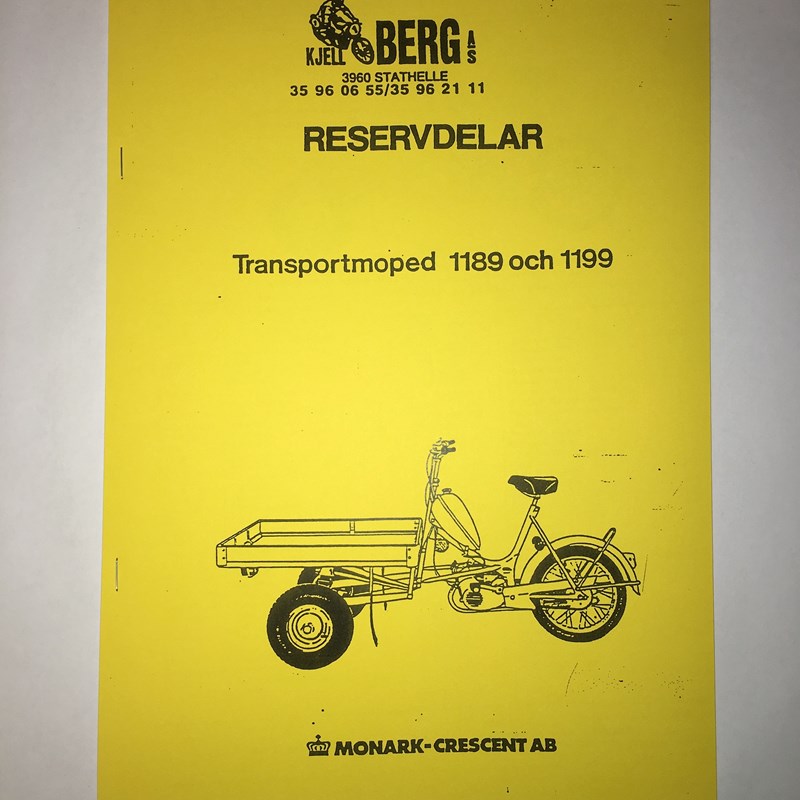 KJELL BERG AS
3960 STATHELLE
35 96 06 55/35 96 21 11
RESERVDELAR
Transportmoped 1189 och 1199
MONARK-CRESCENT AB